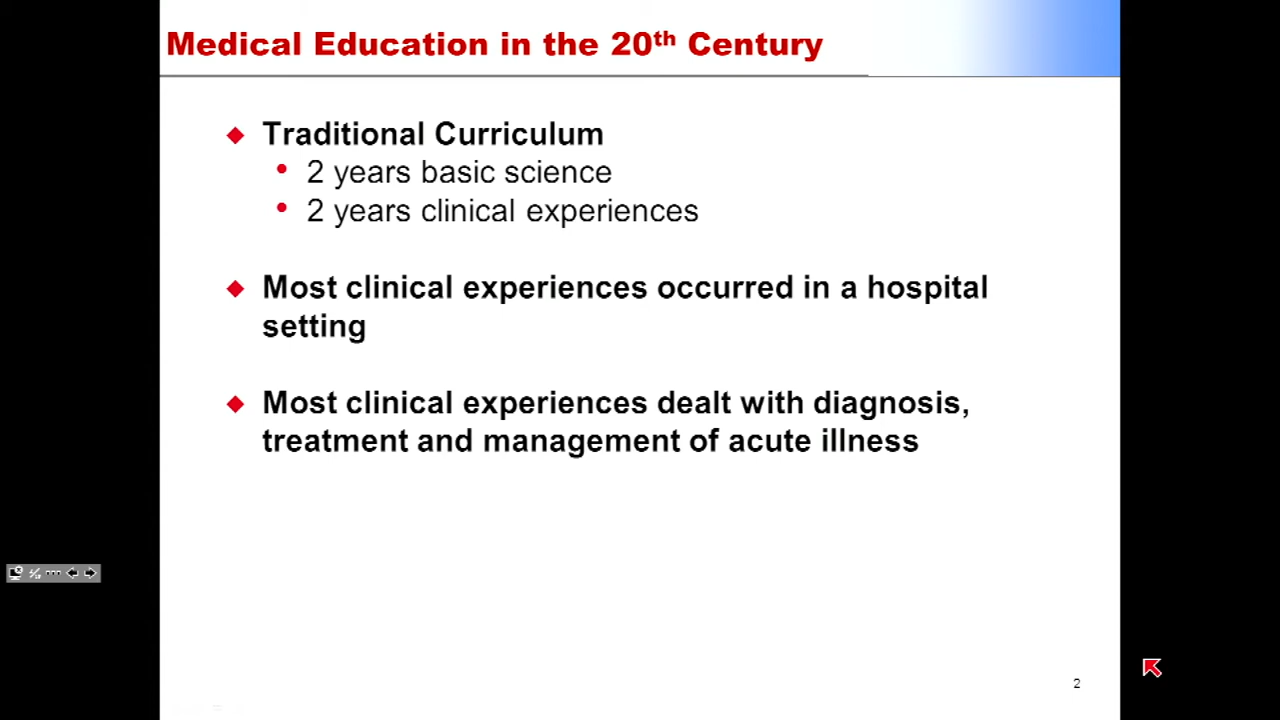 Medical Education in the 20th Century
Traditional Curriculum
2 years basic science
2 years clinical experiences
Most clinical experiences occurred in a hospital
setting
Most clinical experiences dealt with diagnosis,
treatment and management of acute illness
2